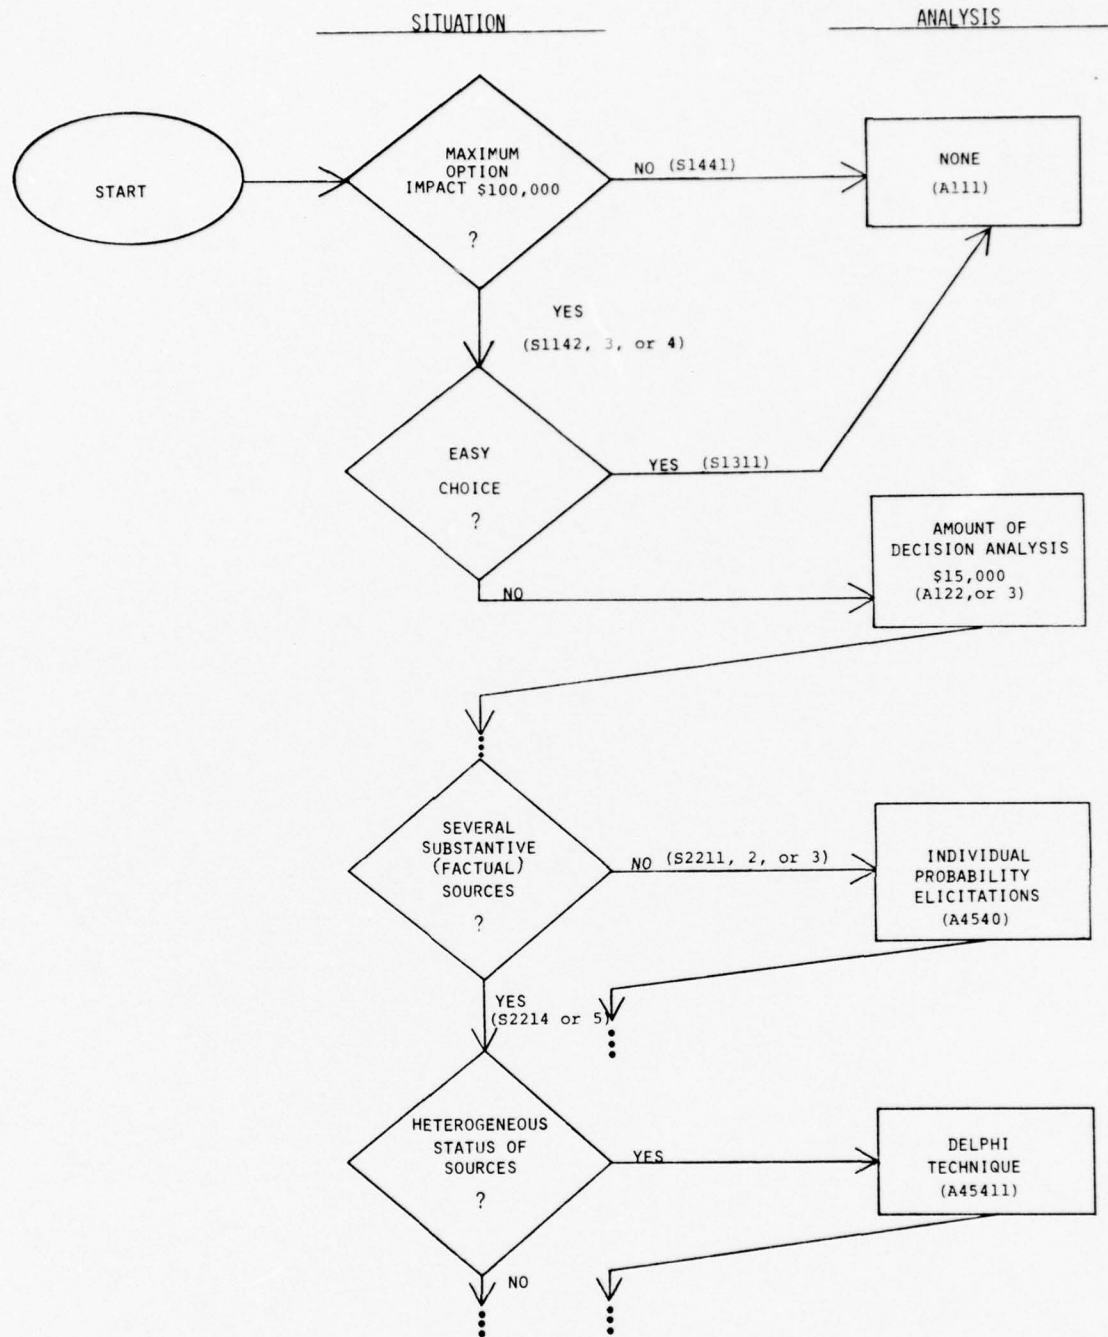 SITUATION
ANALYSIS
START
MAXIMUM
OPTION
IMPACT $100,000
?
NO (S1441)
NONE
(A111)
YES
(S1142, 3, or 4)
EASY
CHOICE
?
YES (S1311)
AMOUNT OF
DECISION ANALYSIS
$15,000
(A122,or 3)
NO
SEVERAL
SUBSTANTIVE
(FACTUAL)
SOURCES
?
NO (S2211, 2, or 3)
INDIVIDUAL
PROBABILITY
ELICITATIONS
(A4540)
YES
(S2214 or 5)
HETEROGENEOUS
STATUS OF
SOURCES
?
YES
DELPHI
TECHNIQUE
(A45411)
NO